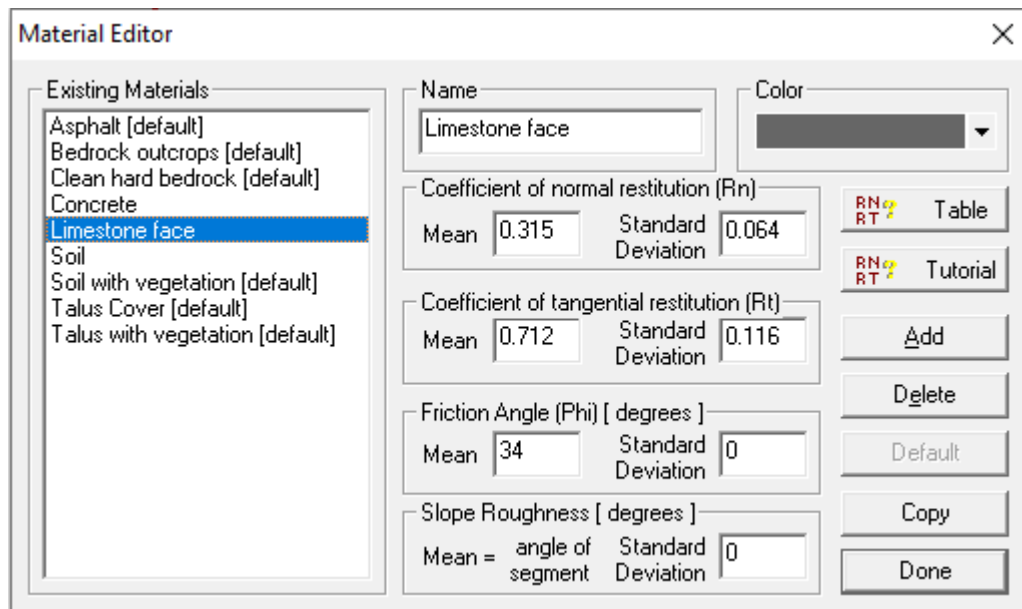 Material Editor
Existing Materials
Asphalt [default]
Bedrock outcrops [default]
Clean hard bedrock [default]
Concrete
Limestone face
Soil
Soil with vegetation [default]
Talus Cover [default]
Talus with vegetation [default]
Name
Limestone face
Color
Coefficient of normal restitution (Rn)
Mean 0.315 Standard Deviation 0.064
Coefficient of tangential restitution (Rt)
Mean 0.712 Standard Deviation 0.116
Friction Angle (Phi) [ degrees ]
Mean 34 Standard Deviation 0
Slope Roughness [ degrees ]
Mean = angle of segment Standard Deviation 0
RN RT ? Table
RN RT ? Tutorial
Add
Delete
Default
Copy
Done